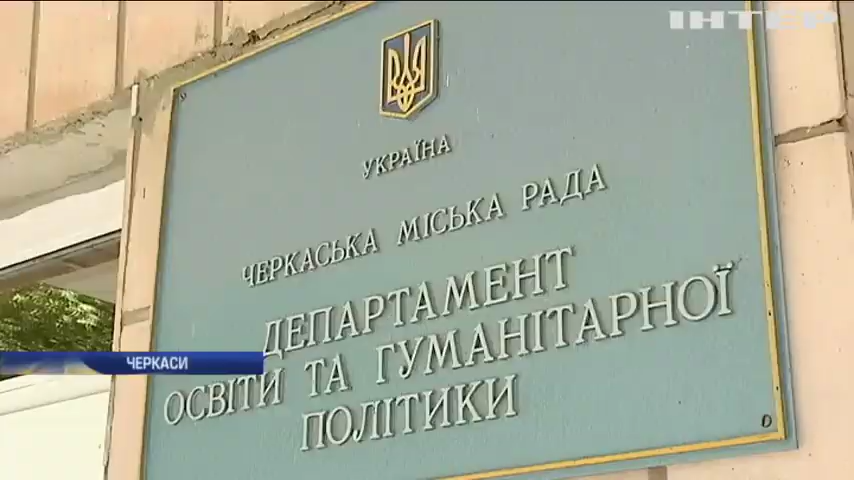 ІНТЕР
УКРАЇНА
ЧЕРКАСЬКА МІСЬКА РАДА
ДЕПАРТАМЕНТ
ОСВІТИ ТА ГУМАНІТАРНОЇ
ПОЛІТИКИ
ЧЕРКАСИ